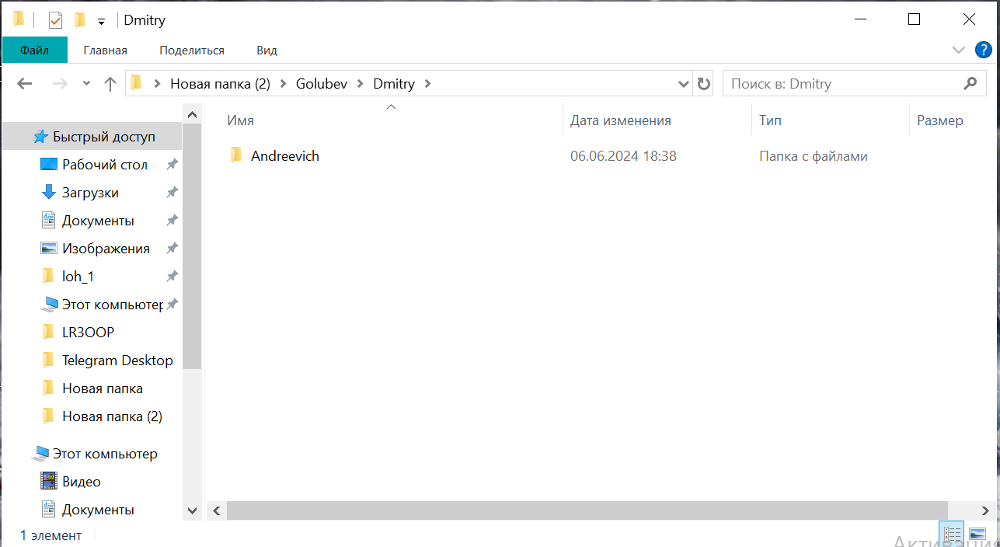 Dmitry
Файл Главная Поделиться Вид
Новая папка (2) Golubev Dmitry Поиск в: Dmitry
Имя Дата изменения Тип Размер
Andreevich 06.06.2024 18:38 Папка с файлами
Быстрый доступ
Рабочий стол
Загрузки
Документы
Изображения
loh_1
Этот компьютер
LR3OOP
Telegram Desktop
Новая папка
Новая папка (2)
Этот компьютер
Видео
Документы
1 элемент
Активация